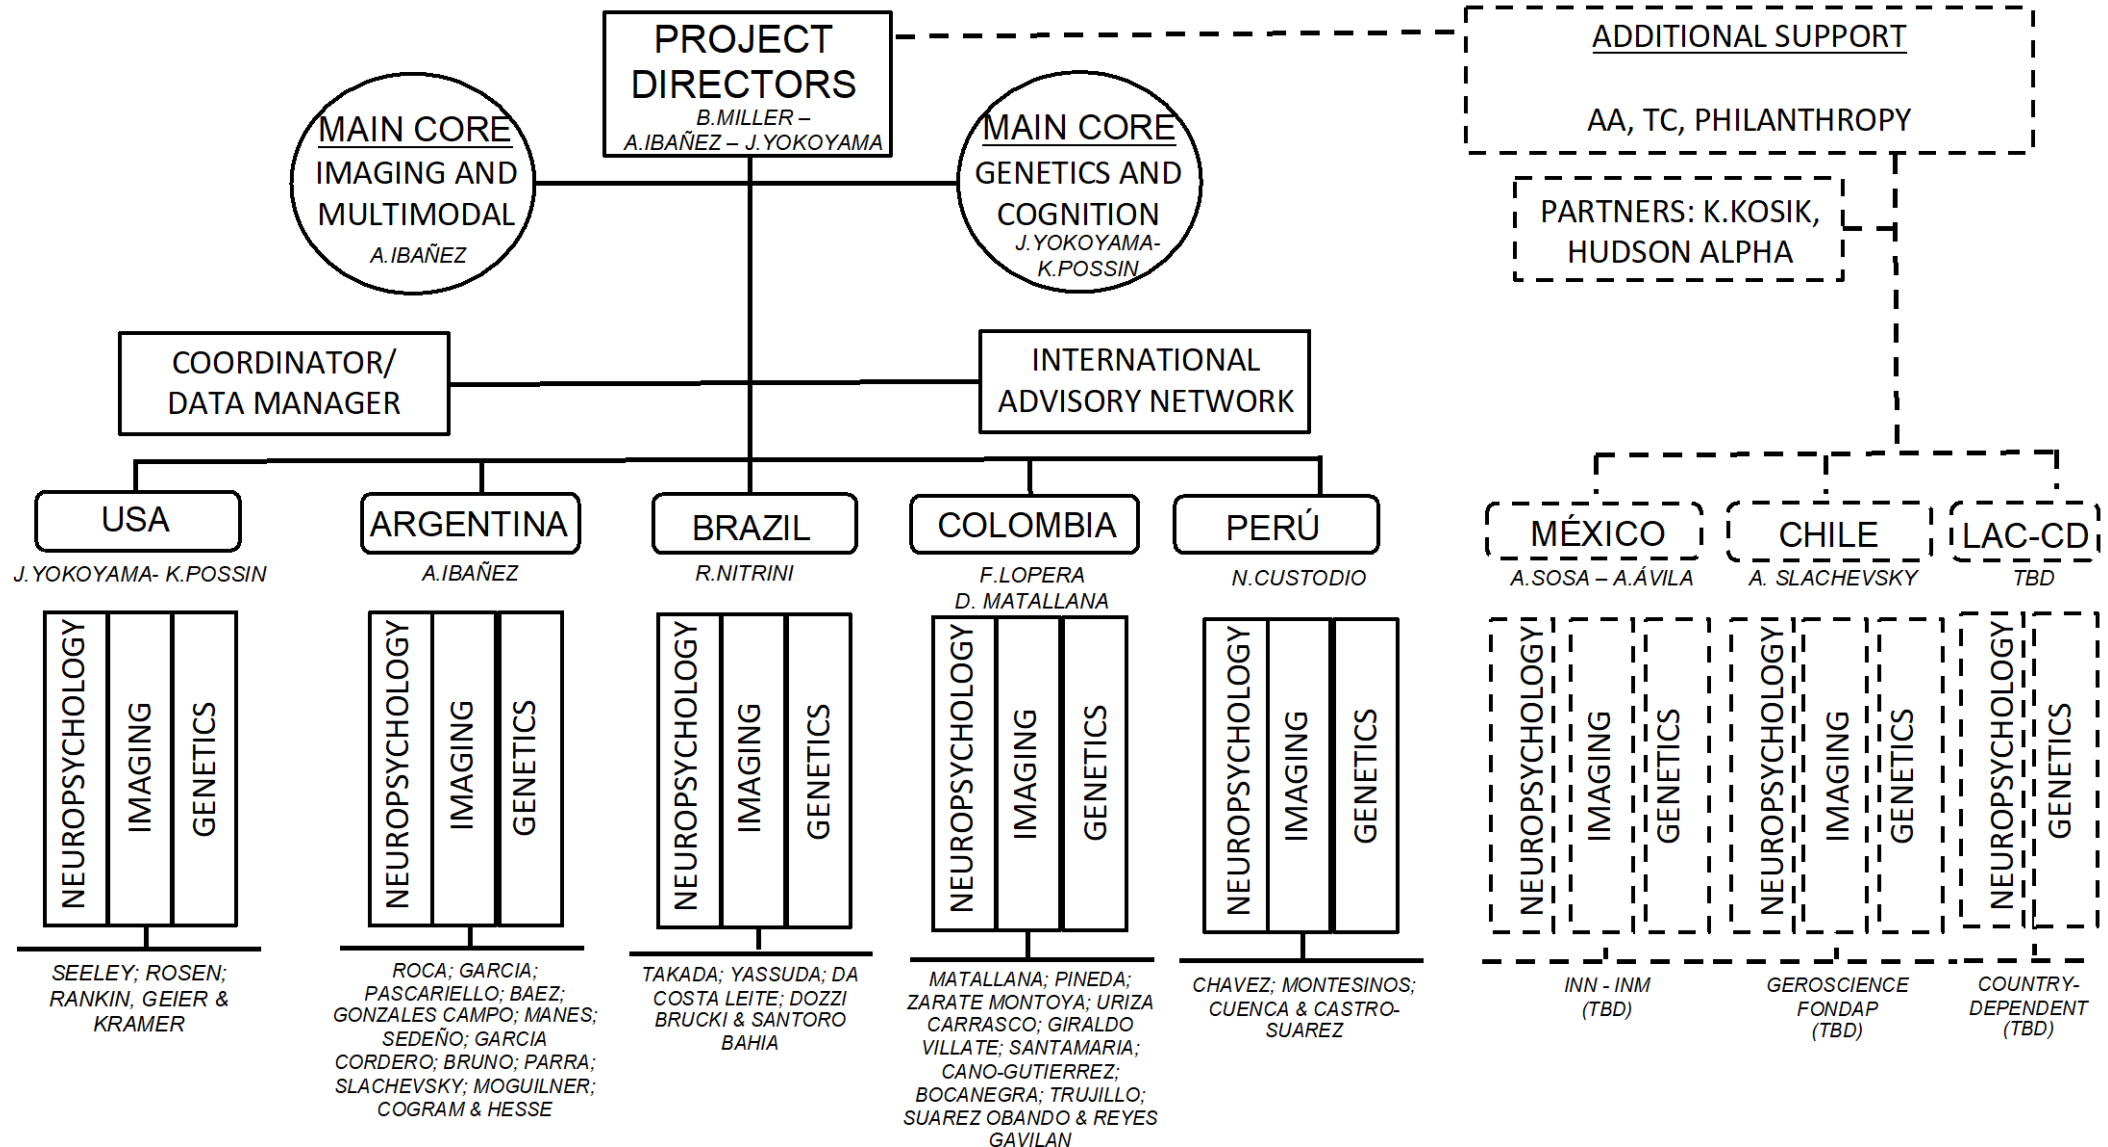 PROJECT
DIRECTORS
B.MILLER –
A.IBAÑEZ – J.YOKOYAMA
ADDITIONAL SUPPORT
AA, TC, PHILANTHROPY
MAIN CORE
IMAGING AND
MULTIMODAL
A.IBAÑEZ
MAIN CORE
GENETICS AND
COGNITION
J.YOKOYAMA-
K.POSSIN
PARTNERS: K.KOSIK,
HUDSON ALPHA
COORDINATOR/
DATA MANAGER
INTERNATIONAL
ADVISORY NETWORK
USA
J.YOKOYAMA- K.POSSIN
NEUROPSYCHOLOGY
IMAGING
GENETICS
SEELEY; ROSEN;
RANKIN, GEIER &
KRAMER
ARGENTINA
A.IBAÑEZ
NEUROPSYCHOLOGY
IMAGING
GENETICS
ROCA; GARCIA;
PASCARIELLO; BAEZ;
GONZALES CAMPO; MANES;
SEDEÑO; GARCIA
CORDERO; BRUNO; PARRA;
SLACHEVSKY; MOGUILNER;
COGRAM & HESSE
BRAZIL
R.NITRINI
NEUROPSYCHOLOGY
IMAGING
GENETICS
TAKADA; YASSUDA; DA
COSTA LEITE; DOZZI
BRUCKI & SANTORO
BAHIA
COLOMBIA
F.LOPERA
D. MATALLANA
NEUROPSYCHOLOGY
IMAGING
GENETICS
MATALLANA; PINEDA;
ZARATE MONTOYA; URIZA
CARRASCO; GIRALDO
VILLATE; SANTAMARIA;
CANO-GUTIERREZ;
BOCANEGRA; TRUJILLO;
SUAREZ OBANDO & REYES
GAVILAN
PERÚ
N.CUSTODIO
NEUROPSYCHOLOGY
IMAGING
GENETICS
CHAVEZ; MONTESINOS;
CUENCA & CASTRO-
SUAREZ
MÉXICO
A.SOSA – A.ÁVILA
NEUROPSYCHOLOGY
IMAGING
GENETICS
INN - INM
(TBD)
CHILE
A. SLACHEVSKY
NEUROPSYCHOLOGY
IMAGING
GENETICS
GEROSCIENCE
FONDAP
(TBD)
LAC-CD
TBD
NEUROPSYCHOLOGY
GENETICS
COUNTRY-
DEPENDENT
(TBD)